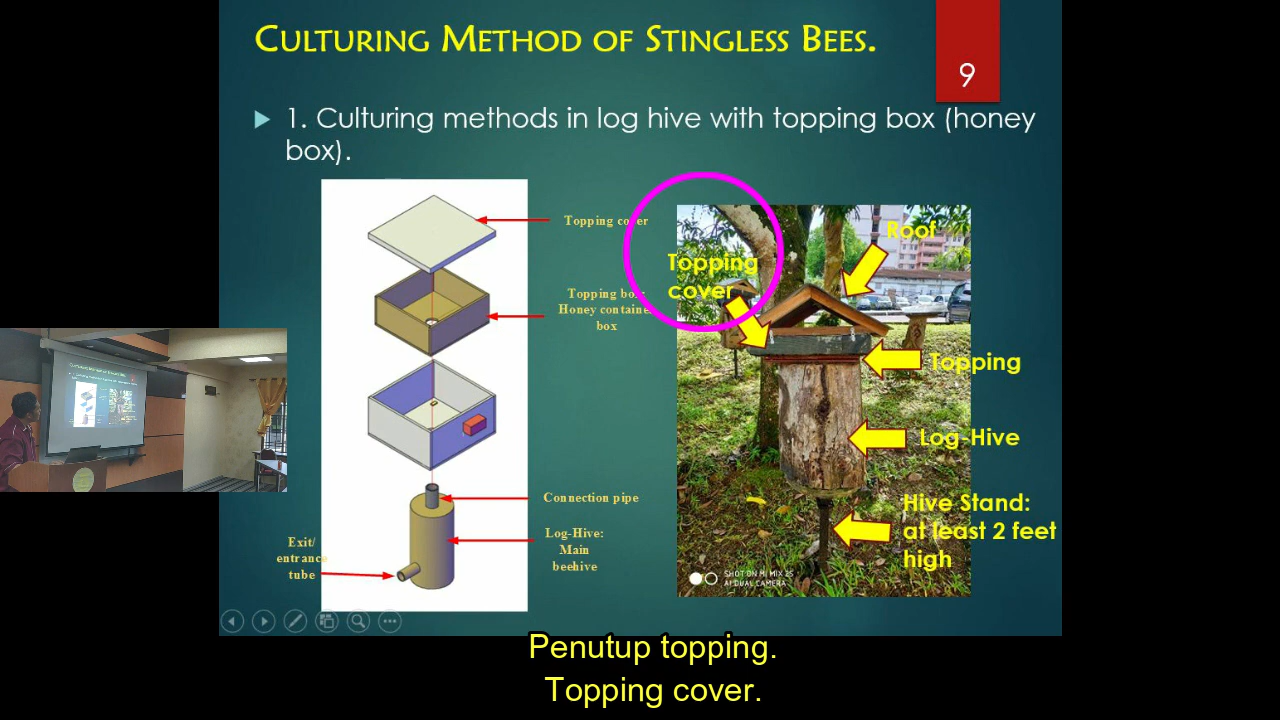 CULTURING METHOD OF STINGLESS BEES.
9
1. Culturing methods in log hive with topping box (honey
box).
Topping cover
Topping box:
Honey container
box
Connection pipe
Log-Hive:
Main
beehive
Exit/
entrance
tube
Topping
cover
Roof
Topping
Log-Hive
Hive Stand:
at least 2 feet
high
SHOT ON MI MIX 2S
AI DUAL CAMERA
Penutup topping.
Topping cover.